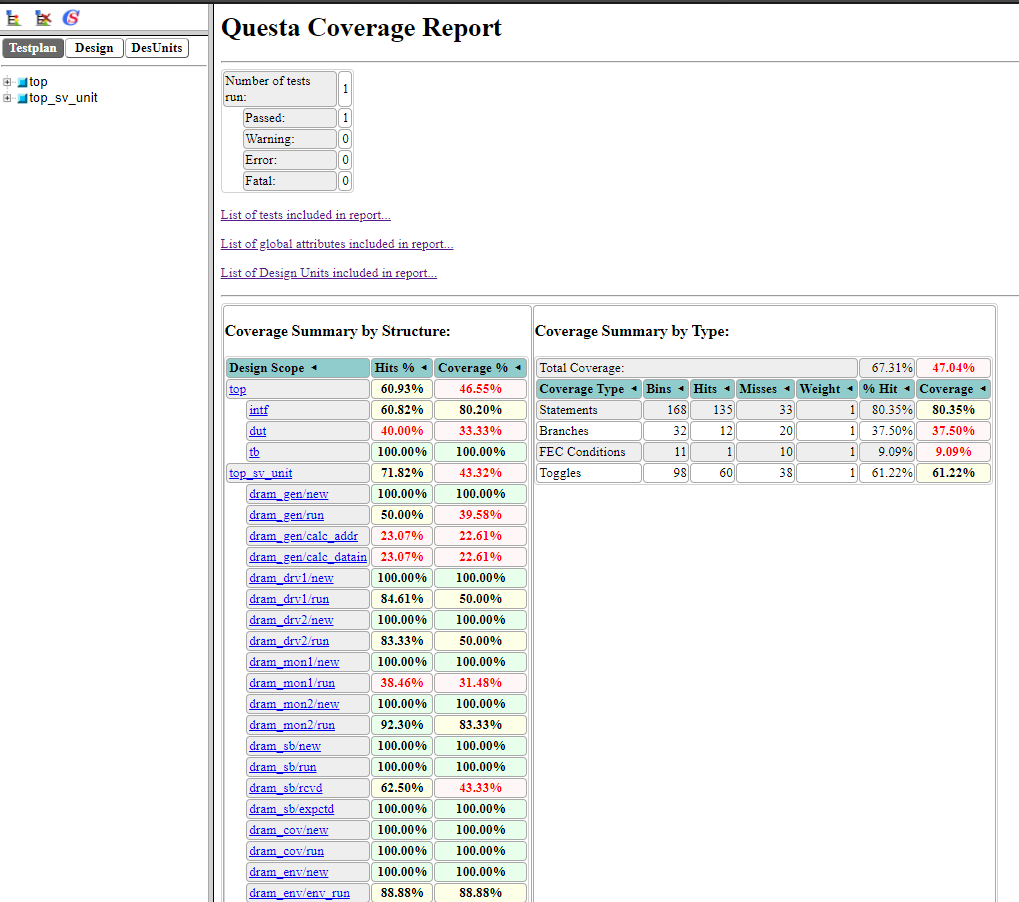 Questa Coverage Report
Testplan Design DesUnits
top
top_sv_unit
Number of tests
run: 1
Passed: 1
Warning: 0
Error: 0
Fatal: 0
List of tests included in report...
List of global attributes included in report...
List of Design Units included in report...
Coverage Summary by Structure:
Design Scope ◄ Hits % ◄ Coverage % ◄
top 60.93% 46.55%
intf 60.82% 80.20%
dut 40.00% 33.33%
tb 100.00% 100.00%
top_sv_unit 71.82% 43.32%
dram_gen/new 100.00% 100.00%
dram_gen/run 50.00% 39.58%
dram_gen/calc_addr 23.07% 22.61%
dram_gen/calc_datain 23.07% 22.61%
dram_drv1/new 100.00% 100.00%
dram_drv1/run 84.61% 50.00%
dram_drv2/new 100.00% 100.00%
dram_drv2/run 83.33% 50.00%
dram_mon1/new 100.00% 100.00%
dram_mon1/run 38.46% 31.48%
dram_mon2/new 100.00% 100.00%
dram_mon2/run 92.30% 83.33%
dram_sb/new 100.00% 100.00%
dram_sb/run 100.00% 100.00%
dram_sb/rcvd 62.50% 43.33%
dram_sb/expctd 100.00% 100.00%
dram_cov/new 100.00% 100.00%
dram_cov/run 100.00% 100.00%
dram_env/new 100.00% 100.00%
dram_env/env_run 88.88% 88.88%
Coverage Summary by Type:
Total Coverage: 67.31% 47.04%
Coverage Type ◄ Bins ◄ Hits ◄ Misses ◄ Weight ◄ % Hit ◄ Coverage ◄
Statements 168 135 33 1 80.35% 80.35%
Branches 32 12 20 1 37.50% 37.50%
FEC Conditions 11 1 10 1 9.09% 9.09%
Toggles 98 60 38 1 61.22% 61.22%